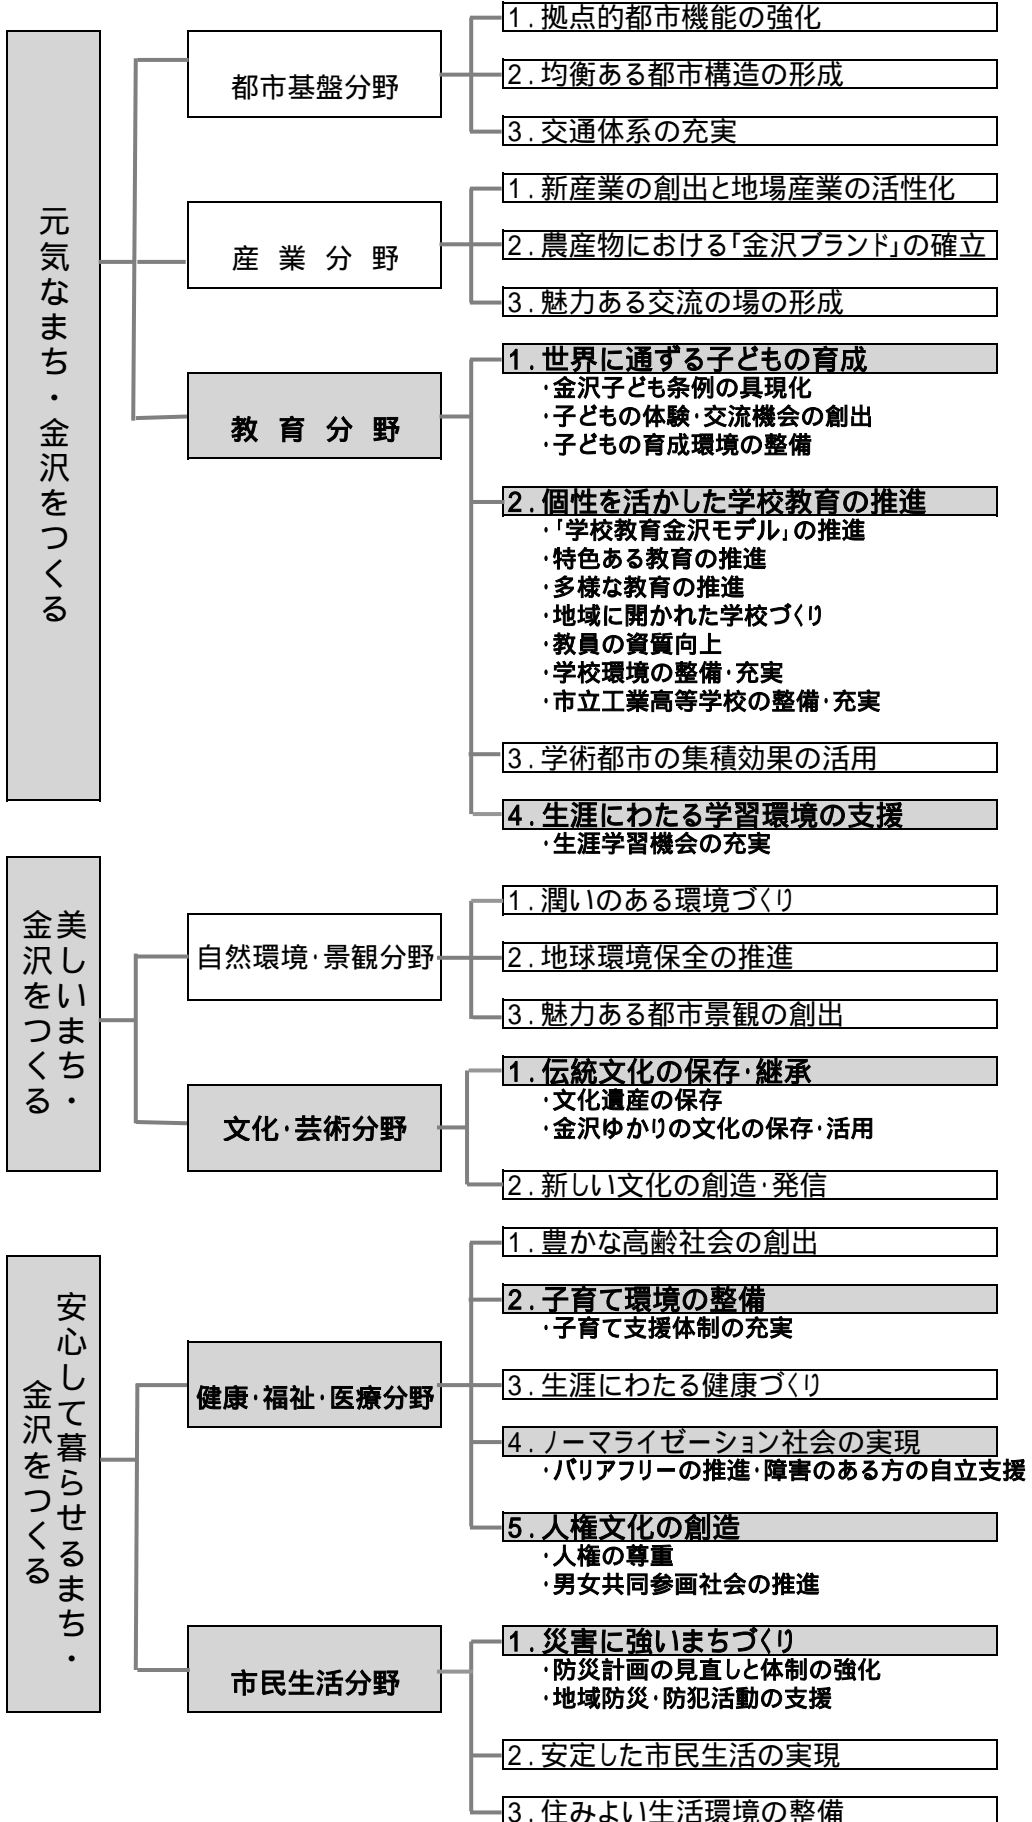 元気なまち・金沢をつくる
都市基盤分野
1.拠点的都市機能の強化
2.均衡ある都市構造の形成
3.交通体系の充実
産業分野
1.新産業の創出と地場産業の活性化
2.農産物における「金沢ブランド」の確立
3.魅力ある交流の場の形成
教育分野
1.世界に通ずる子どもの育成
・金沢子ども条例の具現化
・子どもの体験・交流機会の創出
・子どもの育成環境の整備
2.個性を活かした学校教育の推進
・「学校教育金沢モデル」の推進
・特色ある教育の推進
・多様な教育の推進
・地域に開かれた学校づくり
・教員の資質向上
・学校環境の整備・充実
・市立工業高等学校の整備・充実
3.学術都市の集積効果の活用
4.生涯にわたる学習環境の支援
・生涯学習機会の充実
美しいまち・
金沢をつくる
自然環境・景観分野
1.潤いのある環境づくり
2.地球環境保全の推進
3.魅力ある都市景観の創出
文化・芸術分野
1.伝統文化の保存・継承
・文化遺産の保存
・金沢ゆかりの文化の保存・活用
2.新しい文化の創造・発信
安心して暮らせるまち・
金沢をつくる
健康・福祉・医療分野
1.豊かな高齢社会の創出
2.子育て環境の整備
・子育て支援体制の充実
3.生涯にわたる健康づくり
4.ノーマライゼーション社会の実現
・バリアフリーの推進・障害のある方の自立支援
5.人権文化の創造
・人権の尊重
・男女共同参画社会の推進
市民生活分野
1.災害に強いまちづくり
・防災計画の見直しと体制の強化
・地域防災・防犯活動の支援
2.安定した市民生活の実現
3.住みよい生活環境の整備